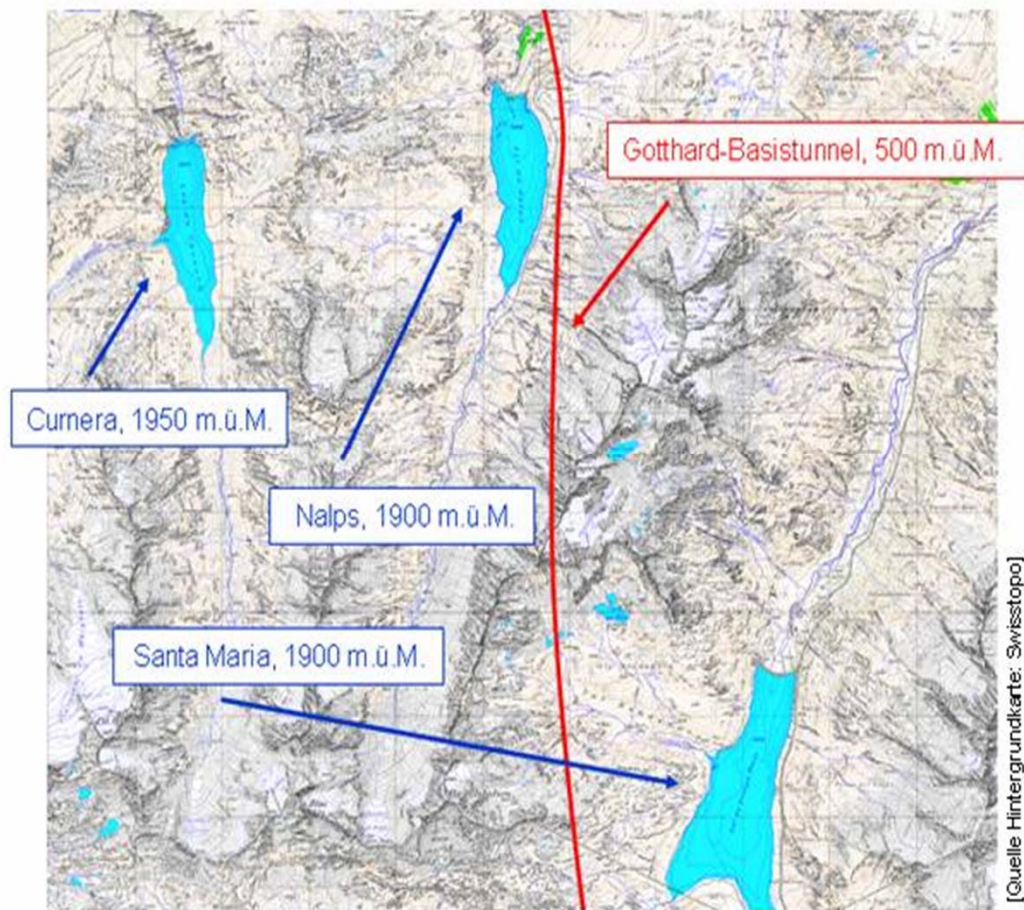 Gotthard-Basistunnel, 500 m.ü.M.
Curnera, 1950 m.ü.M.
Nalps, 1900 m.ü.M.
Santa Maria, 1900 m.ü.M.
[Quelle Hintergrundkarte: Swisstopo]